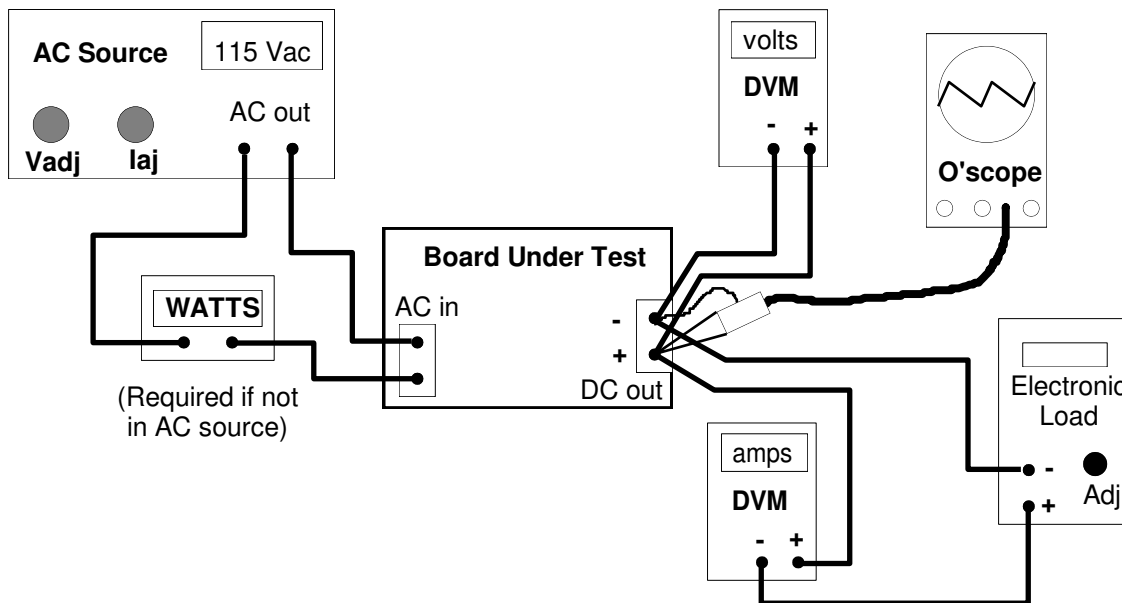 AC Source
115 Vac
AC out
Vadj
Iaj
WATTS
(Required if not
in AC source)
Board Under Test
AC in
-
+
DC out
volts
DVM
- +
O'scope
amps
DVM
- +
Electronic
Load
-
+
Adj